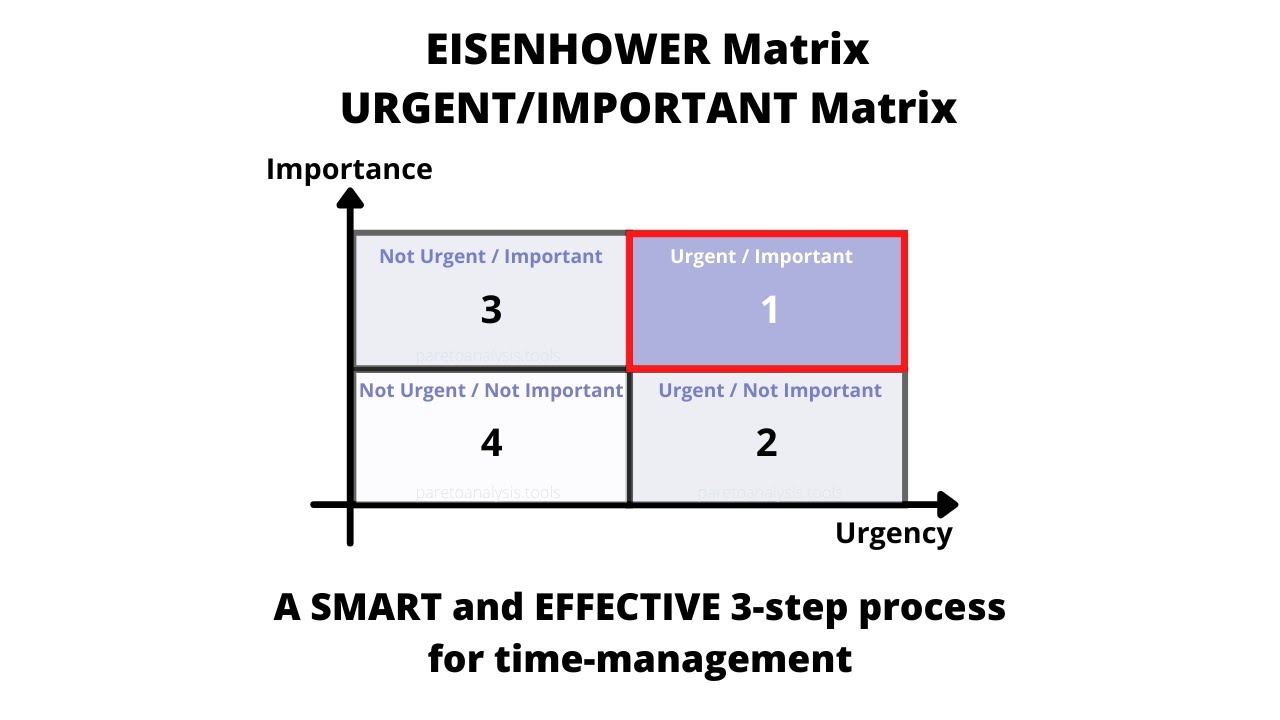 EISENHOWER Matrix
URGENT/IMPORTANT Matrix
Importance
Not Urgent / Important
Urgent / Important
3
1
paretoanalysis.tools
Not Urgent / Not Important
Urgent / Not Important
4
2
paretoanalysis.tools
paretoanalysis.tools
Urgency
A SMART and EFFECTIVE 3-step process
for time-management